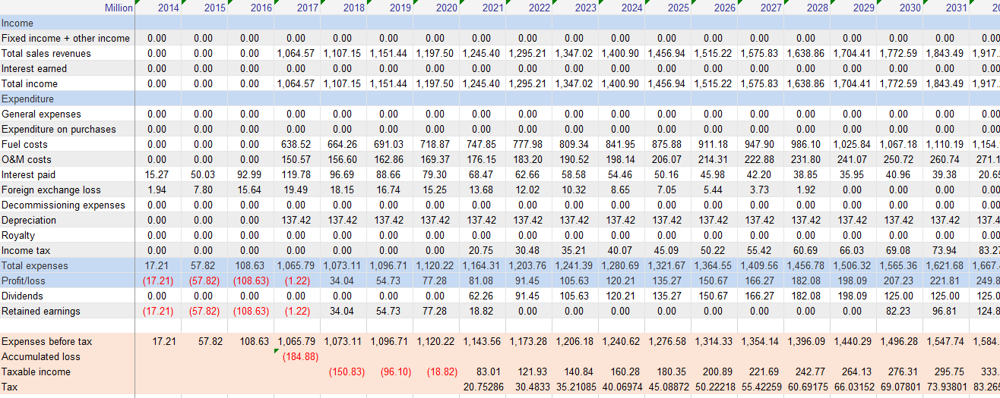 Million 2014 2015 2016 2017 2018 2019 2020 2021 2022 2023 2024 2025 2026 2027 2028 2029 2030 2031
Income
Fixed income + other income 0.00 0.00 0.00 0.00 0.00 0.00 0.00 0.00 0.00 0.00 0.00 0.00 0.00 0.00 0.00 0.00 0.00 0.00 0.00
Total sales revenues 0.00 0.00 0.00 1,064.57 1,107.15 1,151.44 1,197.50 1,245.40 1,295.21 1,347.02 1,400.90 1,456.94 1,515.22 1,575.83 1,638.86 1,704.41 1,772.59 1,843.49 1,917.
Interest earned 0.00 0.00 0.00 0.00 0.00 0.00 0.00 0.00 0.00 0.00 0.00 0.00 0.00 0.00 0.00 0.00 0.00 0.00 0.00
Total income 0.00 0.00 0.00 1,064.57 1,107.15 1,151.44 1,197.50 1,245.40 1,295.21 1,347.02 1,400.90 1,456.94 1,515.22 1,575.83 1,638.86 1,704.41 1,772.59 1,843.49 1,917.
Expenditure
General expenses 0.00 0.00 0.00 0.00 0.00 0.00 0.00 0.00 0.00 0.00 0.00 0.00 0.00 0.00 0.00 0.00 0.00 0.00 0.00
Expenditure on purchases 0.00 0.00 0.00 0.00 0.00 0.00 0.00 0.00 0.00 0.00 0.00 0.00 0.00 0.00 0.00 0.00 0.00 0.00 0.00
Fuel costs 0.00 0.00 0.00 638.52 664.26 691.03 718.87 747.85 777.98 809.34 841.95 875.88 911.18 947.90 986.10 1,025.84 1,067.18 1,110.19 1,154.
O&M costs 0.00 0.00 0.00 150.57 156.60 162.86 169.37 176.15 183.20 190.52 198.14 206.07 214.31 222.88 231.80 241.07 250.72 260.74 271.1
Interest paid 15.27 50.03 92.99 119.78 96.69 88.66 79.30 68.47 62.66 58.58 54.46 50.16 45.98 42.20 38.85 35.95 40.96 39.38 20.65
Foreign exchange loss 1.94 7.80 15.64 19.49 18.15 16.74 15.25 13.68 12.02 10.32 8.65 7.05 5.44 3.73 1.92 0.00 0.00 0.00 0.00
Decommissioning expenses 0.00 0.00 0.00 0.00 0.00 0.00 0.00 0.00 0.00 0.00 0.00 0.00 0.00 0.00 0.00 0.00 0.00 0.00 0.00
Depreciation 0.00 0.00 0.00 137.42 137.42 137.42 137.42 137.42 137.42 137.42 137.42 137.42 137.42 137.42 137.42 137.42 137.42 137.42 137.4
Royalty 0.00 0.00 0.00 0.00 0.00 0.00 0.00 0.00 0.00 0.00 0.00 0.00 0.00 0.00 0.00 0.00 0.00 0.00 0.00
Income tax 0.00 0.00 0.00 0.00 0.00 0.00 0.00 20.75 30.48 35.21 40.07 45.09 50.22 55.42 60.69 66.03 69.08 73.94 83.27
Total expenses 17.21 57.82 108.63 1,065.79 1,073.11 1,096.71 1,120.22 1,164.31 1,203.76 1,241.39 1,280.69 1,321.67 1,364.55 1,409.56 1,456.78 1,506.32 1,565.36 1,621.68 1,667.
Profit/loss (17.21) (57.82) (108.63) (1.22) 34.04 54.73 77.28 81.08 91.45 105.63 120.21 135.27 150.67 166.27 182.08 198.09 207.23 221.81 249.8
Dividends 0.00 0.00 0.00 0.00 0.00 0.00 0.00 62.26 91.45 105.63 120.21 135.27 150.67 166.27 182.08 198.09 125.00 125.00 125.0
Retained earnings (17.21) (57.82) (108.63) (1.22) 34.04 54.73 77.28 18.82 0.00 0.00 0.00 0.00 0.00 0.00 0.00 0.00 82.23 96.81 124.8
Expenses before tax 17.21 57.82 108.63 1,065.79 1,073.11 1,096.71 1,120.22 1,143.56 1,173.28 1,206.18 1,240.62 1,276.58 1,314.33 1,354.14 1,396.09 1,440.29 1,496.28 1,547.74 1,584.
Accumulated loss (184.88)
Taxable income (150.83) (96.10) (18.82) 83.01 121.93 140.84 160.28 180.35 200.89 221.69 242.77 264.13 276.31 295.75 333.
Tax 20.75286 30.4833 35.21085 40.06974 45.08872 50.22218 55.42259 60.69175 66.03152 69.07801 73.93801 83.265